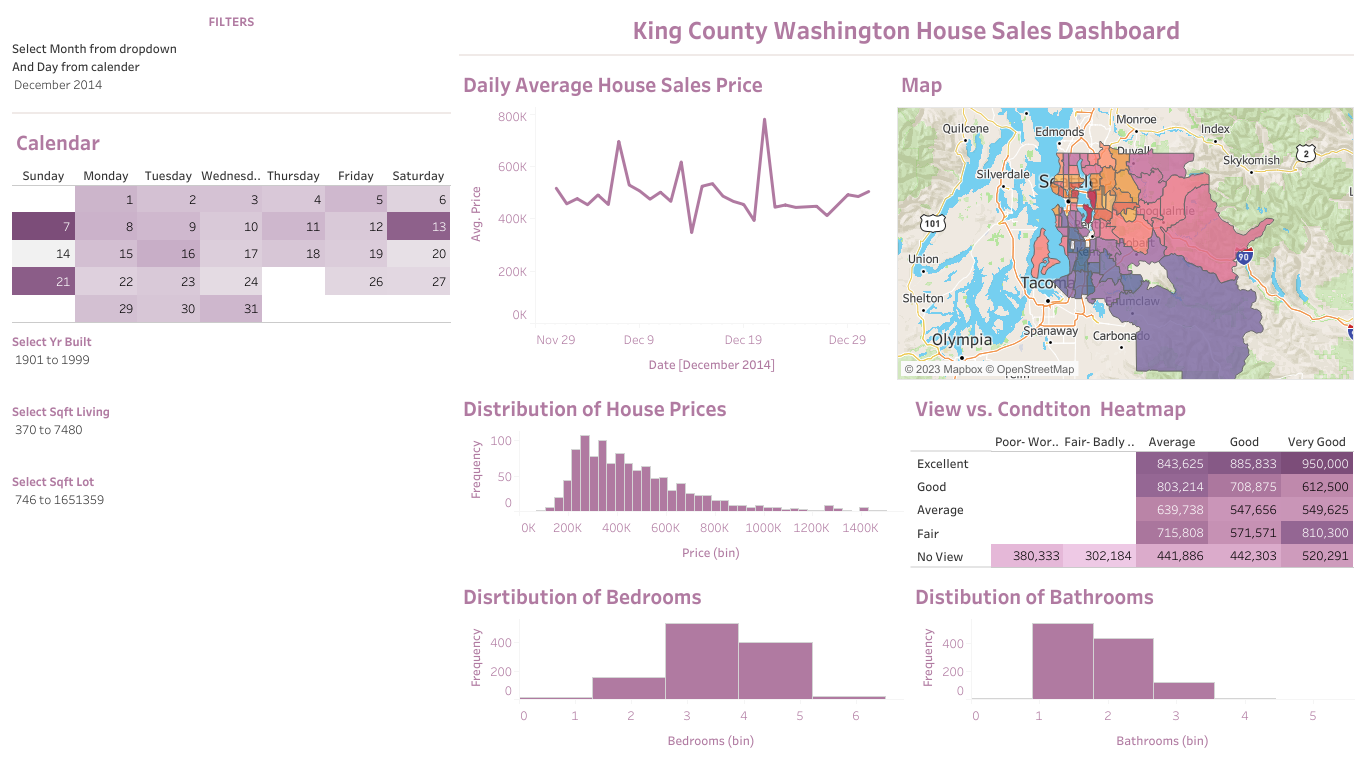 FILTERS
Select Month from dropdown
And Day from calender
December 2014
Calendar
Sunday Monday Tuesday Wednesd.. Thursday Friday Saturday
1 2 3 4 5 6
7 8 9 10 11 12 13
14 15 16 17 18 19 20
21 22 23 24 26 27
29 30 31
Select Yr Built
1901 to 1999
Select Sqft Living
370 to 7480
Select Sqft Lot
746 to 1651359
King County Washington House Sales Dashboard
Daily Average House Sales Price
Avg. Price
800K
600K
400K
200K
0K
Nov 29 Dec 9 Dec 19 Dec 29
Date [December 2014]
Map
Quilcene
Edmonds
Monroe
Index
Duvall
Skykomish
2
Silverdale
101
90
Union
Hobart
Tacoma
Shelton
Enumclaw
Spanaway
Carbonado
Olympia
© 2023 Mapbox © OpenStreetMap
Distribution of House Prices
Frequency
100
50
0
0K 200K 400K 600K 800K 1000K 1200K 1400K
Price (bin)
View vs. Condtiton Heatmap
Poor- Wor.. Fair- Badly .. Average Good Very Good
Excellent 843,625 885,833 950,000
Good 803,214 708,875 612,500
Average 639,738 547,656 549,625
Fair 715,808 571,571 810,300
No View 380,333 302,184 441,886 442,303 520,291
Disrtibution of Bedrooms
Frequency
400
200
0
0 1 2 3 4 5 6
Bedrooms (bin)
Distibution of Bathrooms
Frequency
400
200
0
0 1 2 3 4 5
Bathrooms (bin)